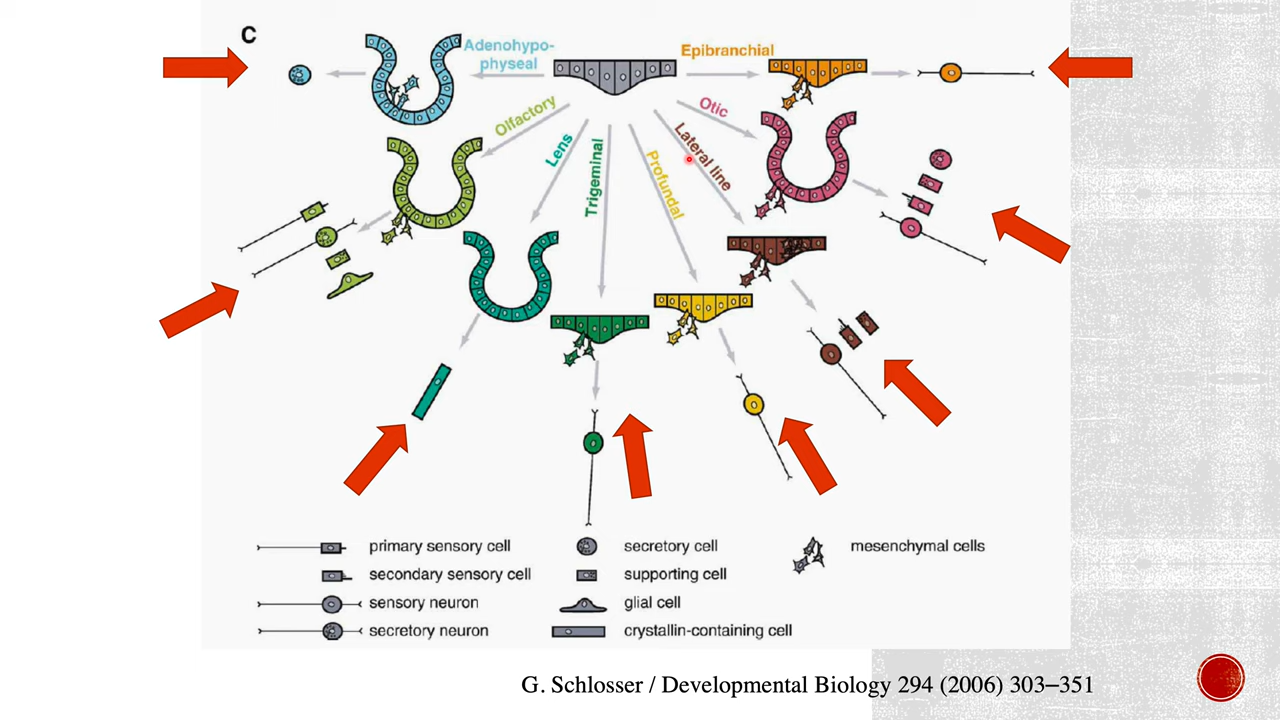 C
Adenohypo-
physeal
Epibranchial
Olfactory
Lens
Trigeminal
Profundal
Lateral line
Otic
primary sensory cell
secondary sensory cell
sensory neuron
secretory neuron
secretory cell
supporting cell
glial cell
crystallin-containing cell
mesenchymal cells
G. Schlosser / Developmental Biology 294 (2006) 303–351